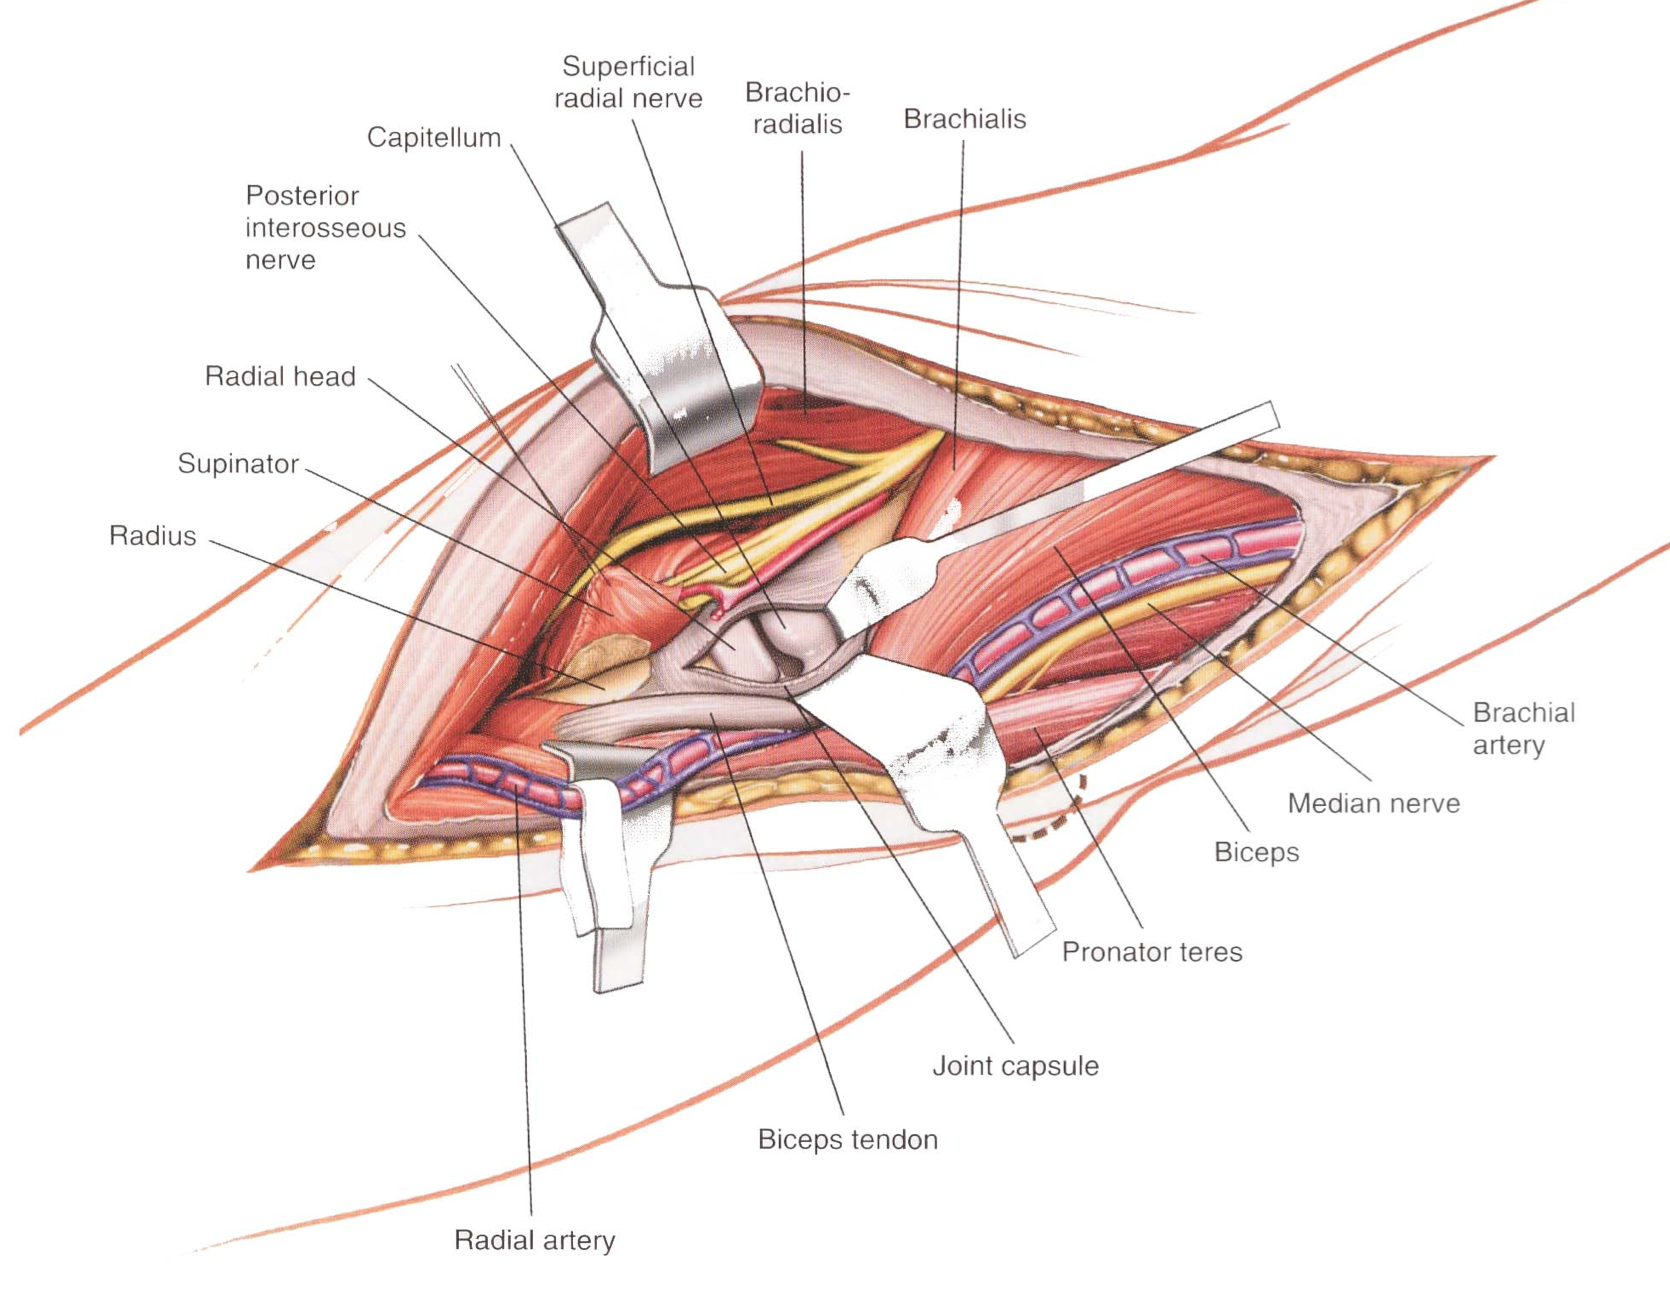 Superficial
radial nerve
Brachio-
radialis
Brachialis
Capitellum
Posterior
interosseous
nerve
Radial head
Supinator
Radius
Brachial
artery
Median nerve
Biceps
Pronator teres
Joint capsule
Biceps tendon
Radial artery